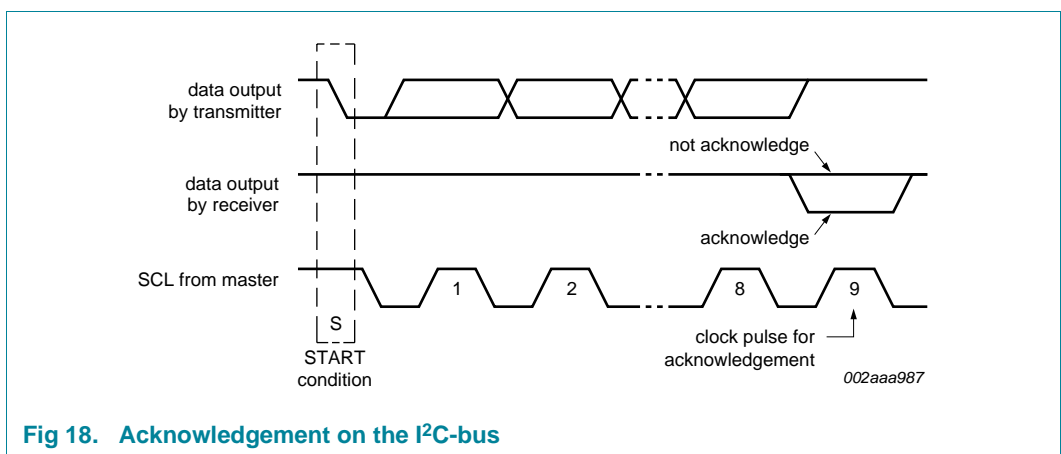 data output
by transmitter
not acknowledge
data output
by receiver
acknowledge
SCL from master
1
2
8
9
S
START
condition
clock pulse for
acknowledgement
002aaa987
Fig 18. Acknowledgement on the I²C-bus